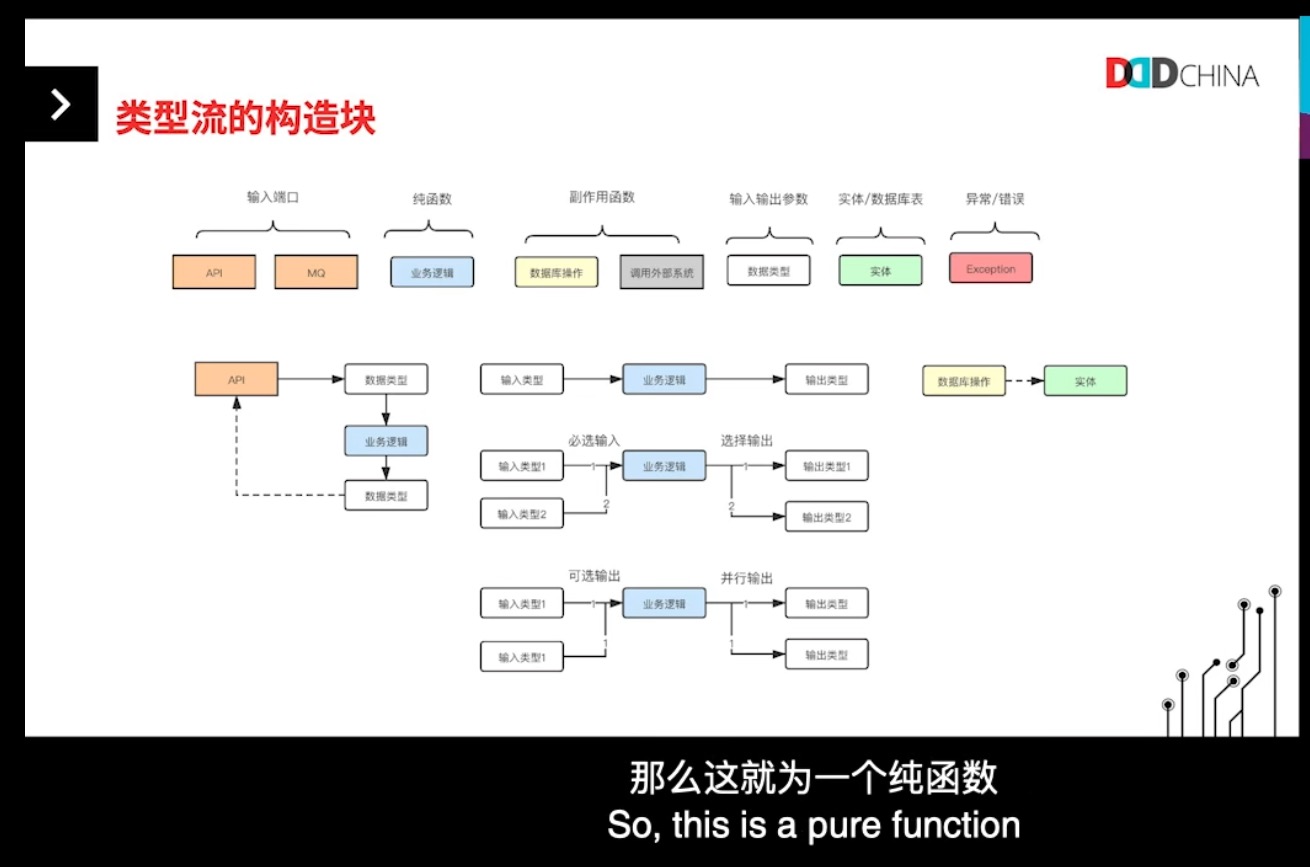 DDD CHINA
类型流的构造块
输入端口 纯函数 副作用函数 输入输出参数 实体/数据库表 异常/错误
API MQ 业务逻辑 数据库操作 调用外部系统 数据类型 实体 Exception
API 数据类型 输入类型 业务逻辑 输出类型 数据库操作 实体
业务逻辑 必选输入 选择输出
输入类型1 1 业务逻辑 1 输出类型1
数据类型
输入类型2 2 2 输出类型2
可选输出 并行输出
输入类型1 1 业务逻辑 1 输出类型
输入类型1 1 1 输出类型
那么这就为一个纯函数
So, this is a pure function